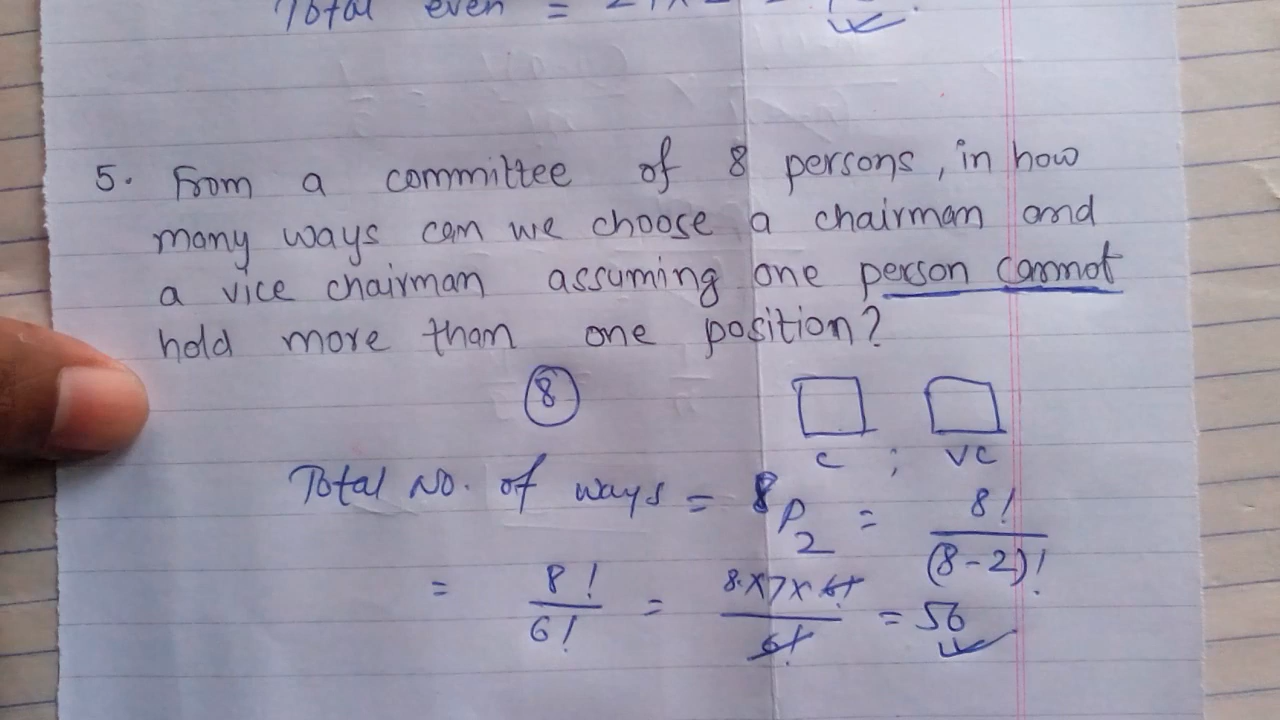 Total even =
5. From a committee of 8 persons, in how
many ways can we choose a chairman and
a vice chairman assuming one person cannot
hold more than one position?
8
C ; VC
Total No. of ways = 8P2 = 8! / (8-2)!
= 8! / 6! = 8×7×6! / 6! = 56